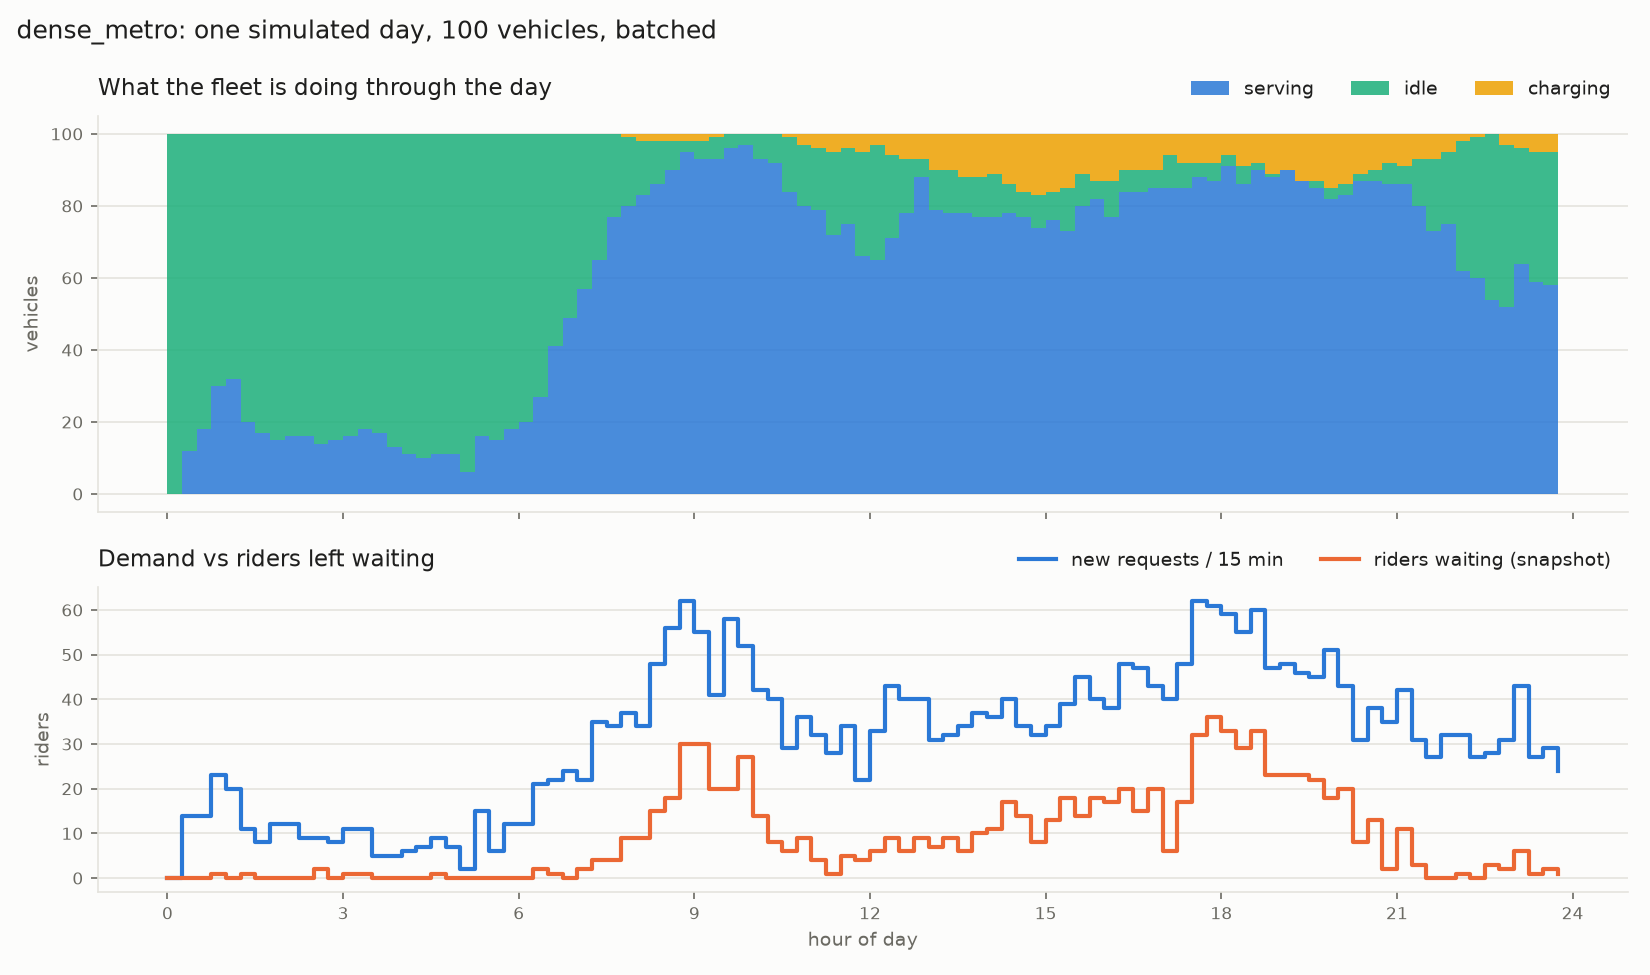 dense_metro: one simulated day, 100 vehicles, batched
What the fleet is doing through the day
serving idle charging
100
80
60
40
20
0
vehicles
Demand vs riders left waiting
new requests / 15 min riders waiting (snapshot)
60
50
40
30
20
10
0
riders
0 3 6 9 12 15 18 21 24
hour of day